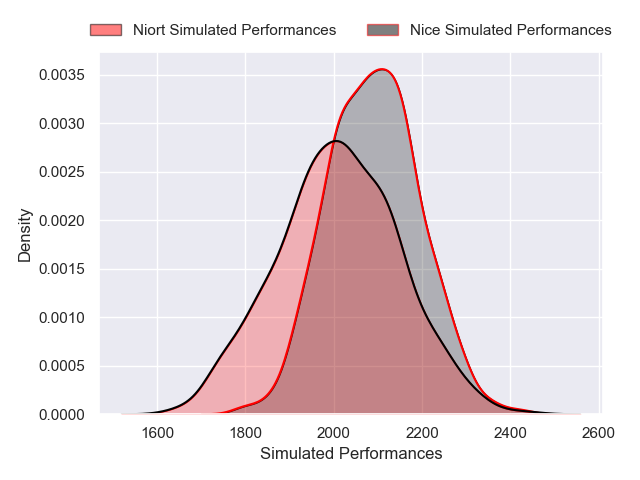 Niort Simulated Performances
Nice Simulated Performances
0.0035
0.0030
0.0025
0.0020
0.0015
0.0010
0.0005
0.0000
Density
1600 1800 2000 2200 2400 2600
Simulated Performances